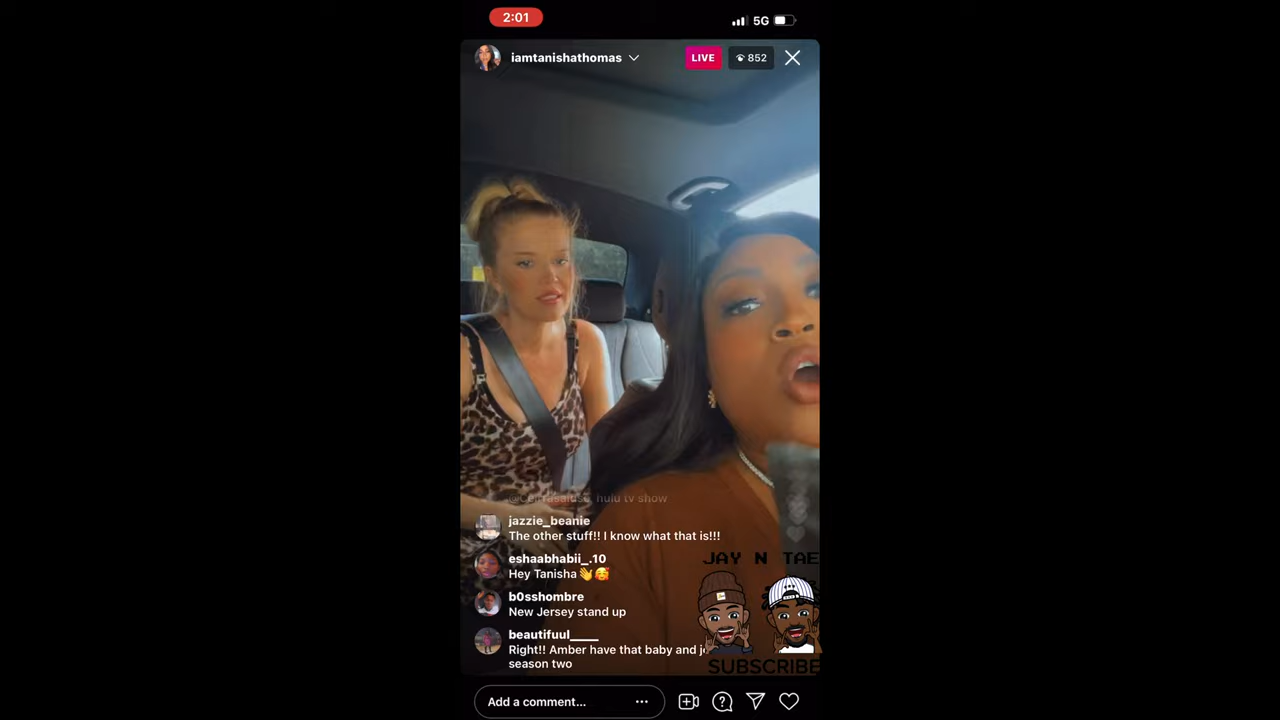 2:01
5G
iamtanishathomas
LIVE
852
hulu tv show
jazzie_beanie
The other stuff!! I know what that is!!!
eshaabhabii_.10
Hey Tanisha👋🥰
b0sshombre
New Jersey stand up
beautifuul____
Right!! Amber have that baby and
season two
JAY N TAE
SUBSCRIBE
Add a comment...